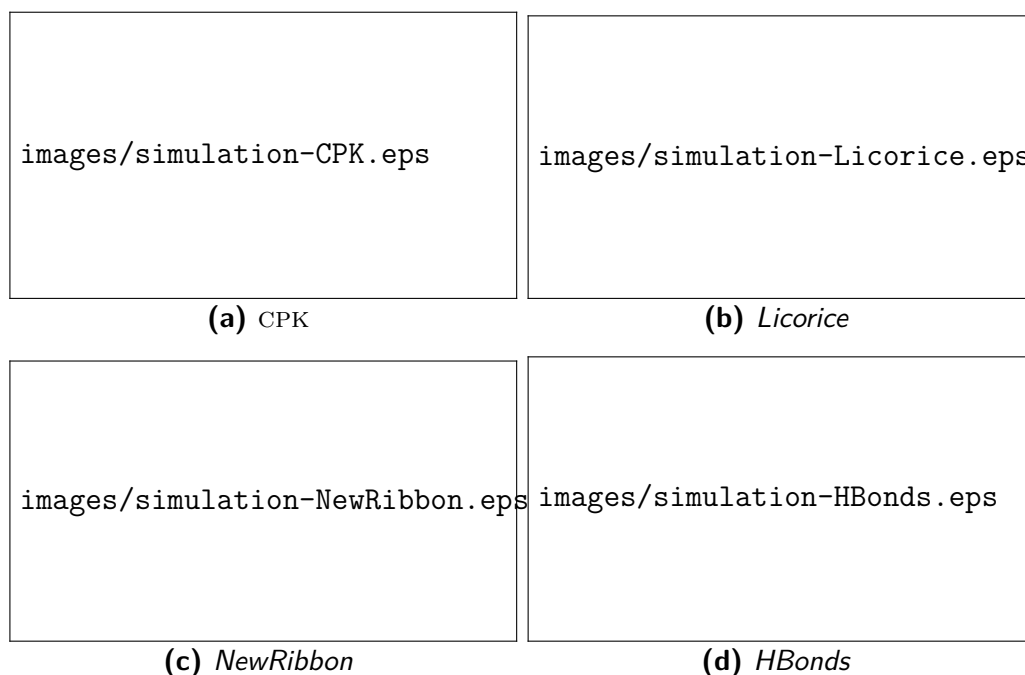 images/simulation-CPK.eps
images/simulation-Licorice.eps
(a) CPK
(b) Licorice
images/simulation-NewRibbon.eps
images/simulation-HBonds.eps
(c) NewRibbon
(d) HBonds